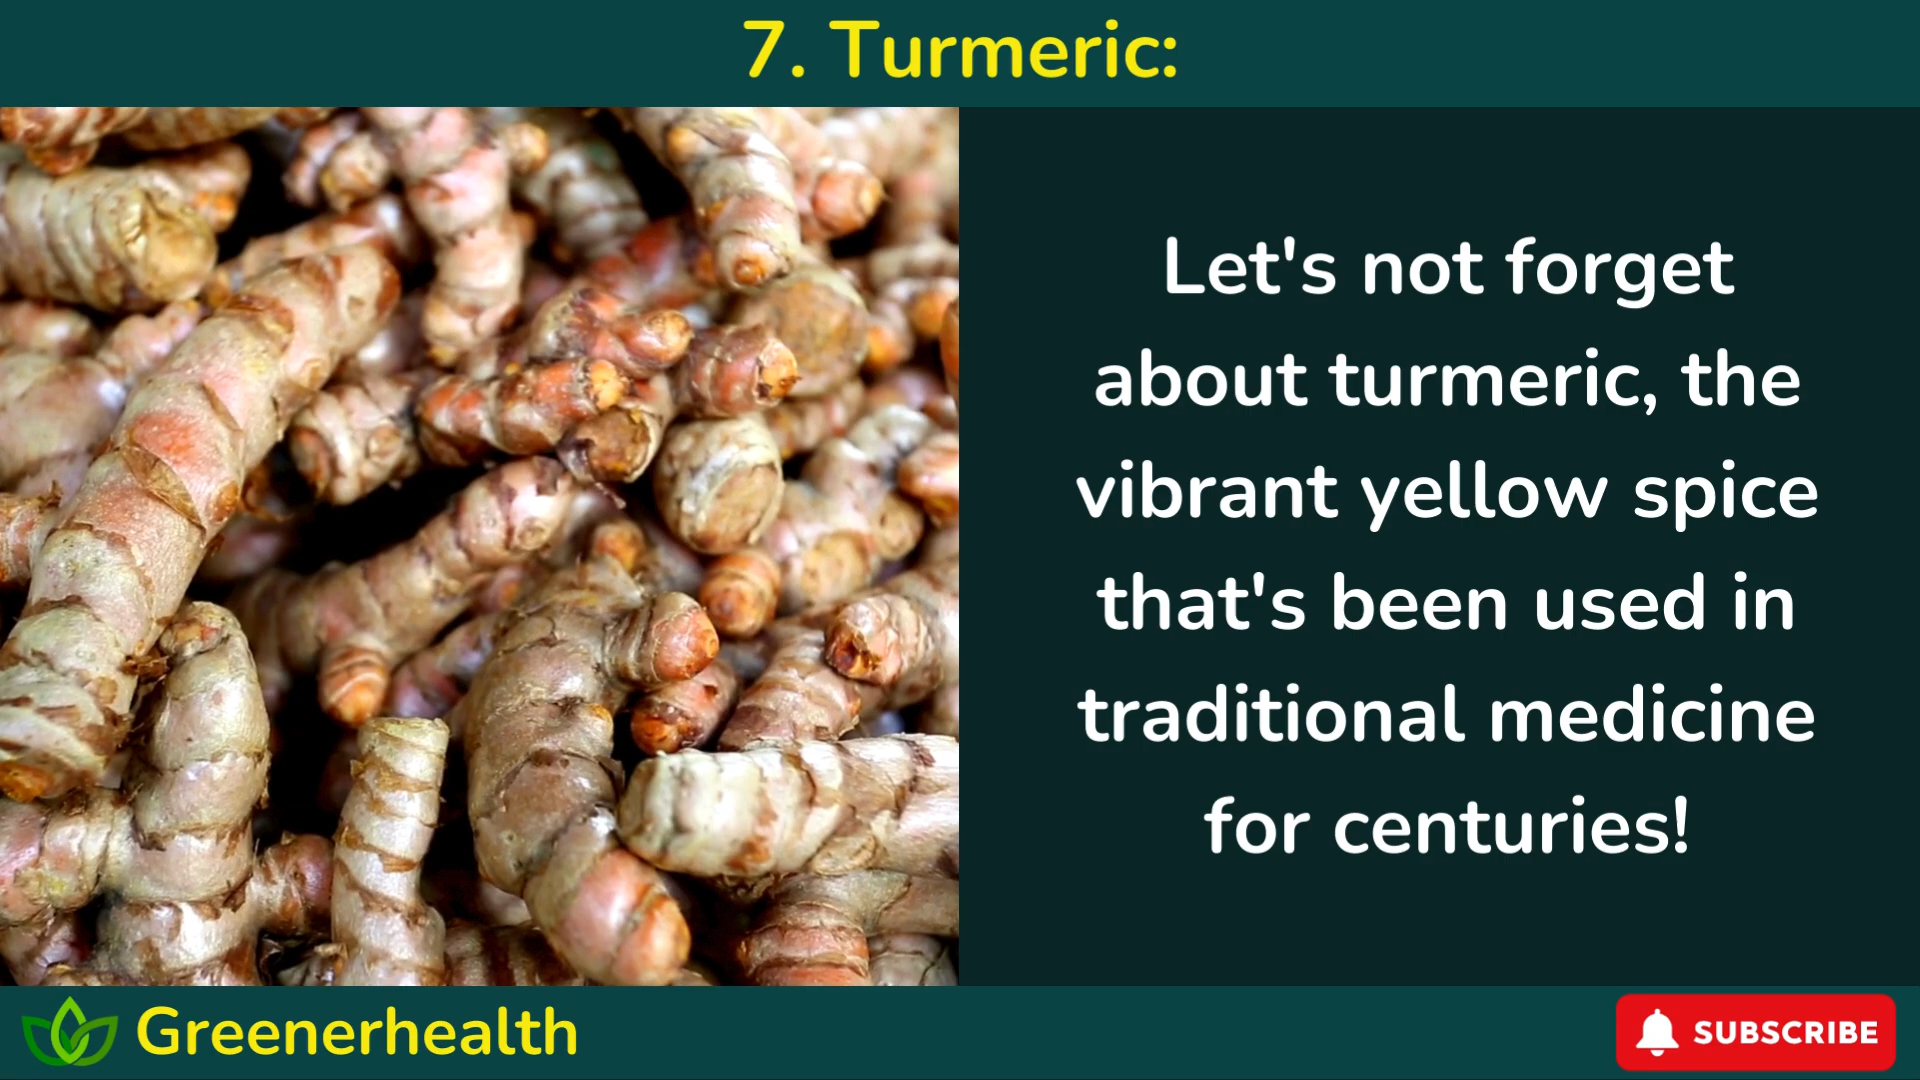 7. Turmeric:
Let's not forget
about turmeric, the
vibrant yellow spice
that's been used in
traditional medicine
for centuries!
Greenerhealth
SUBSCRIBE